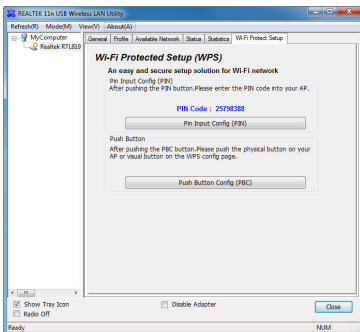 REALTEK 11n USB Wireless LAN Utility
Refresh(R) Mode(M) View(V) About(A)
MyComputer
Realtek RTL819
General Profile Available Network Status Statistics Wi-Fi Protect Setup
Wi-Fi Protected Setup (WPS)
An easy and secure setup solution for Wi-Fi network
Pin Input Config (PIN)
After pushing the PIN button.Please enter the PIN code into your AP.
PIN Code : 25798388
Pin Input Config (PIN)
Push Button
After pushing the PBC button.Please push the physical button on your
AP or visual button on the WPS config page.
Push Button Config (PBC)
Show Tray Icon
Radio Off
Disable Adapter
Close
Ready
NUM